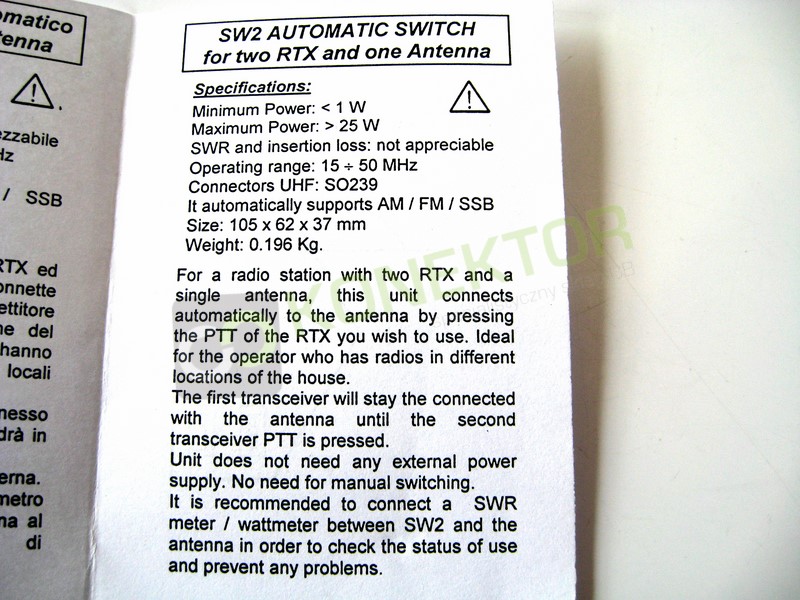 omatico
tenna
ezzabile
Hz
/ SSB
RTX ed
onnette
ettitore
ne del
hanno
locali
nesso
drà in
erna.
metro
na al
di
SW2 AUTOMATIC SWITCH
for two RTX and one Antenna
Specifications:
Minimum Power: < 1 W
Maximum Power: > 25 W
SWR and insertion loss: not appreciable
Operating range: 15 ÷ 50 MHz
Connectors UHF: SO239
It automatically supports AM / FM / SSB
Size: 105 x 62 x 37 mm
Weight: 0.196 Kg.
For a radio station with two RTX and a
single antenna, this unit connects
automatically to the antenna by pressing
the PTT of the RTX you wish to use. Ideal
for the operator who has radios in different
locations of the house.
The first transceiver will stay the connected
with the antenna until the second
transceiver PTT is pressed.
Unit does not need any external power
supply. No need for manual switching.
It is recommended to connect a SWR
meter / wattmeter between SW2 and the
antenna in order to check the status of use
and prevent any problems.
KONEKTOR